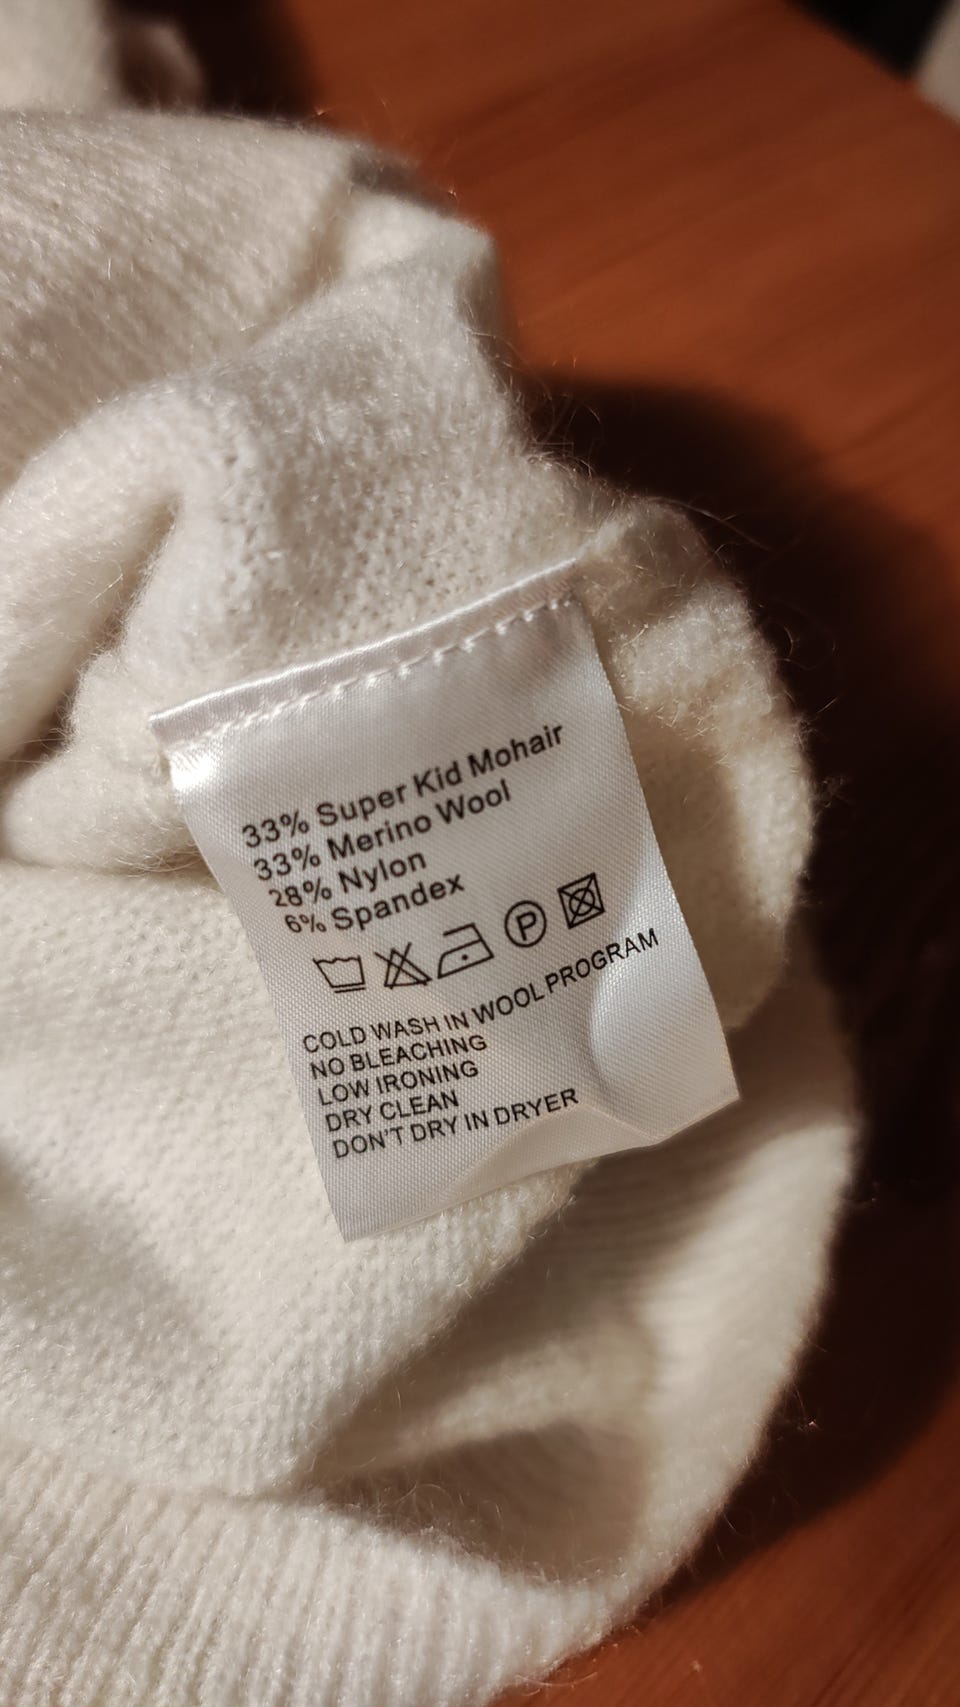 33% Super Kid Mohair
33% Merino Wool
28% Nylon
6% Spandex
P
COLD WASH IN WOOL PROGRAM
NO BLEACHING
LOW IRONING
DRY CLEAN
DON'T DRY IN DRYER